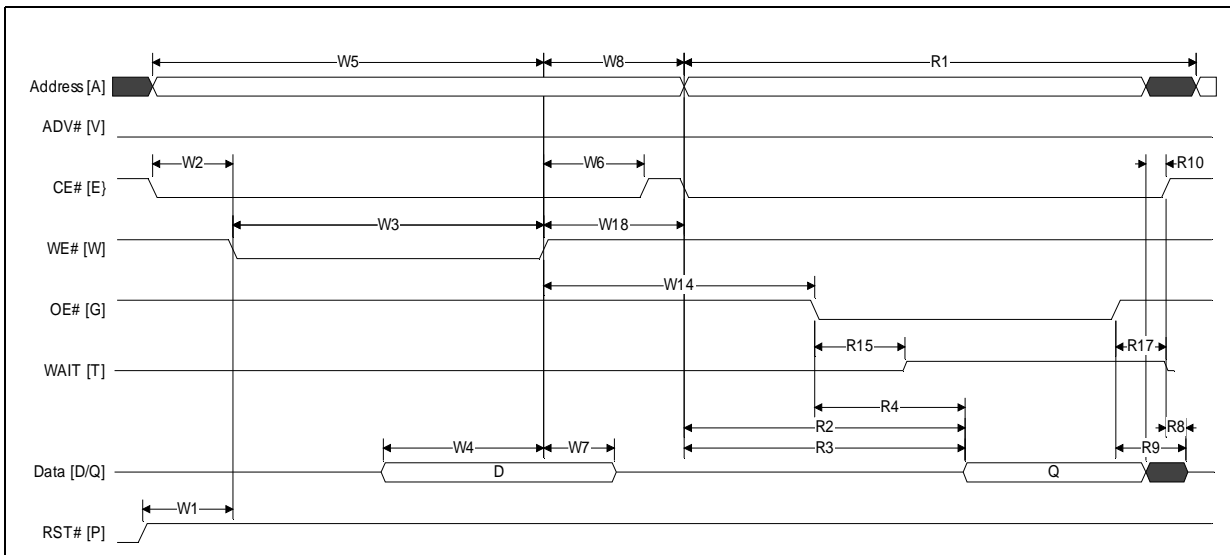 W5 W8 R1
Address [A]
ADV# [V]
W2 W6 R10
CE# [E}
W3 W18
WE# [W]
W14
OE# [G]
R15 R17
WAIT [T]
R4
R2 R8
R3 R9
W4 W7
Data [D/Q] D Q
W1
RST# [P]